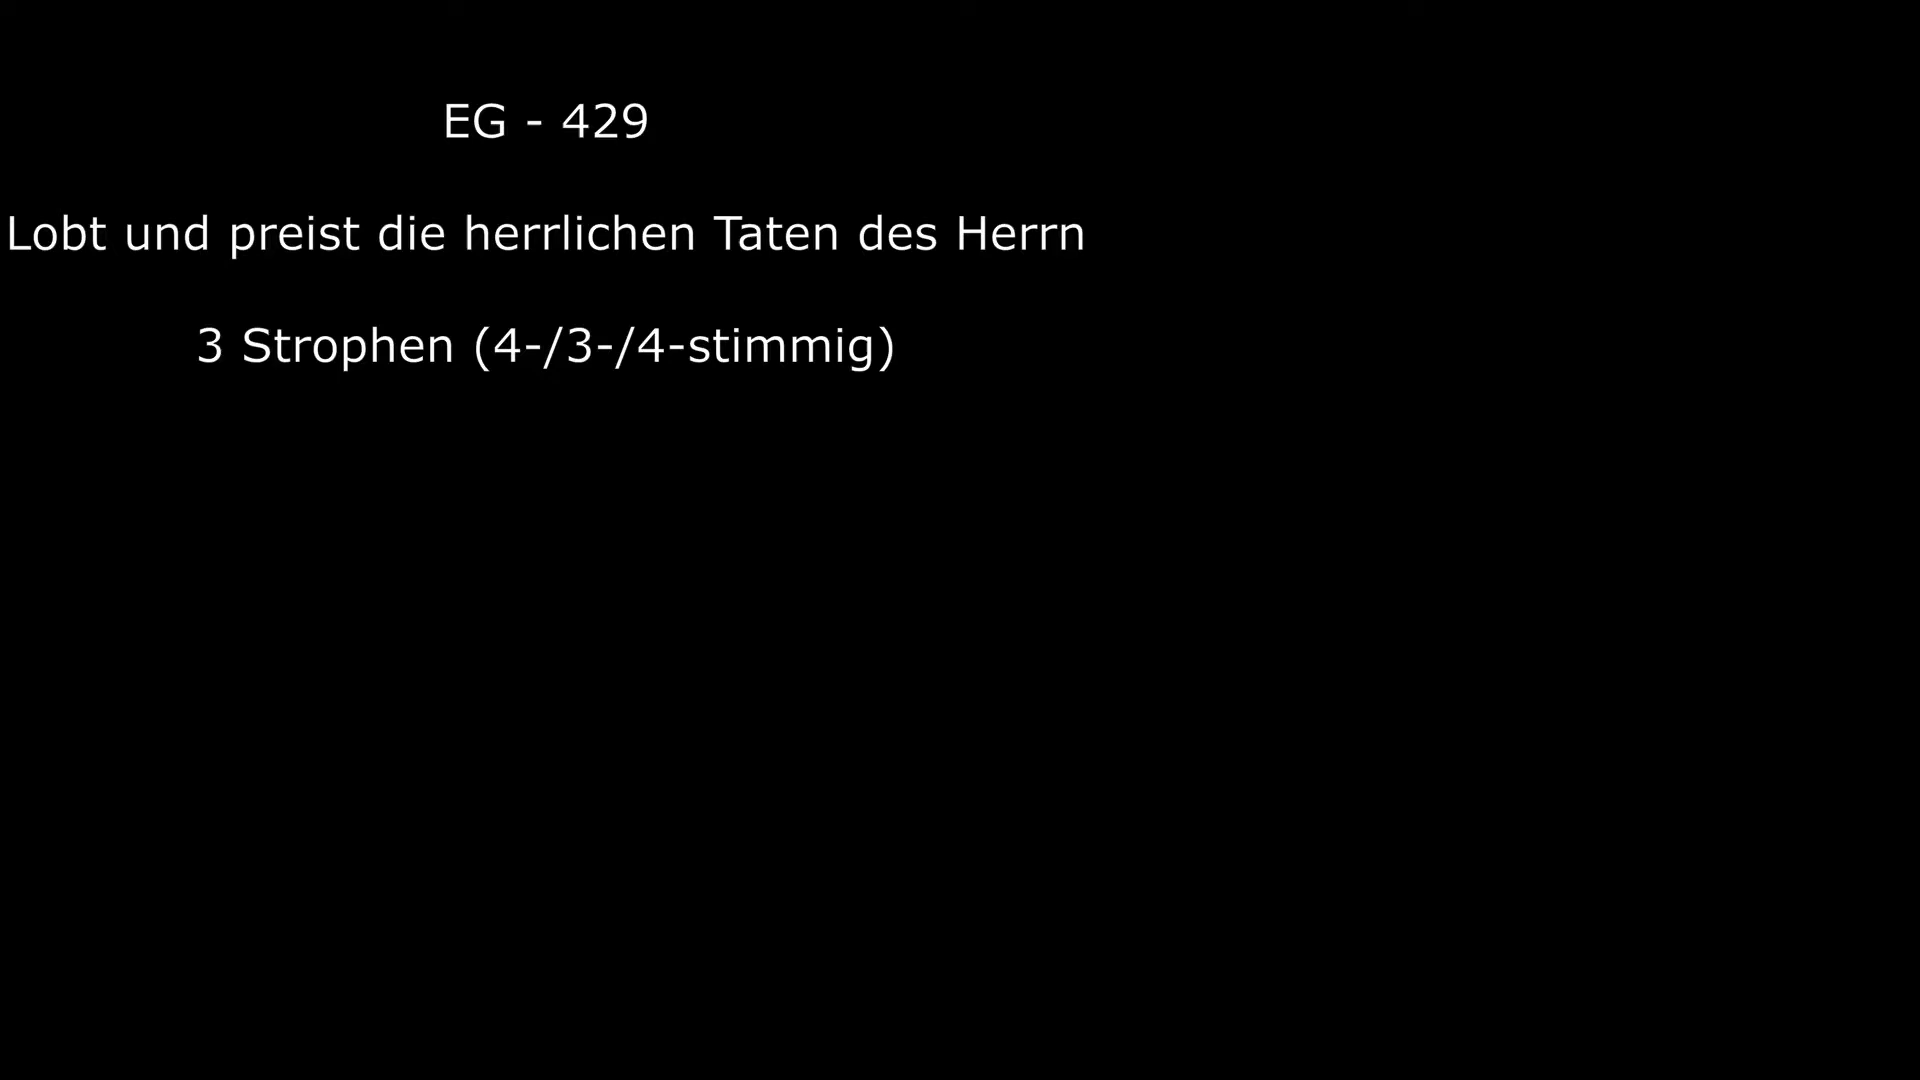 EG - 429
Lobt und preist die herrlichen Taten des Herrn
3 Strophen (4-/3-/4-stimmig)